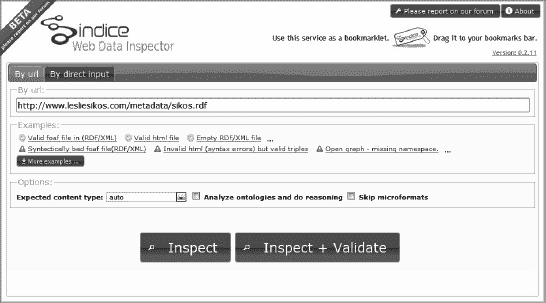 BETA
please report on our forum
Please report on our forum
About
sindice
Web Data Inspector
Use this service as a bookmarklet.
Drag it to your bookmarks bar.
Version: 0.2.11
By url
By direct input
By url:
http://www.lesliesikos.com/metadata/sikos.rdf
Examples:
Valid foaf file in (RDF/XML) Valid html file Empty RDF/XML file ...
Syntectically bad foaf file(RDF/XML) Invalid html (syntax errors) but valid triples Open graph - missing namespace. ...
More examples ...
Options:
Expected content type: auto Analyze ontologies and do reasoning Skip microformats
Inspect
Inspect + Validate